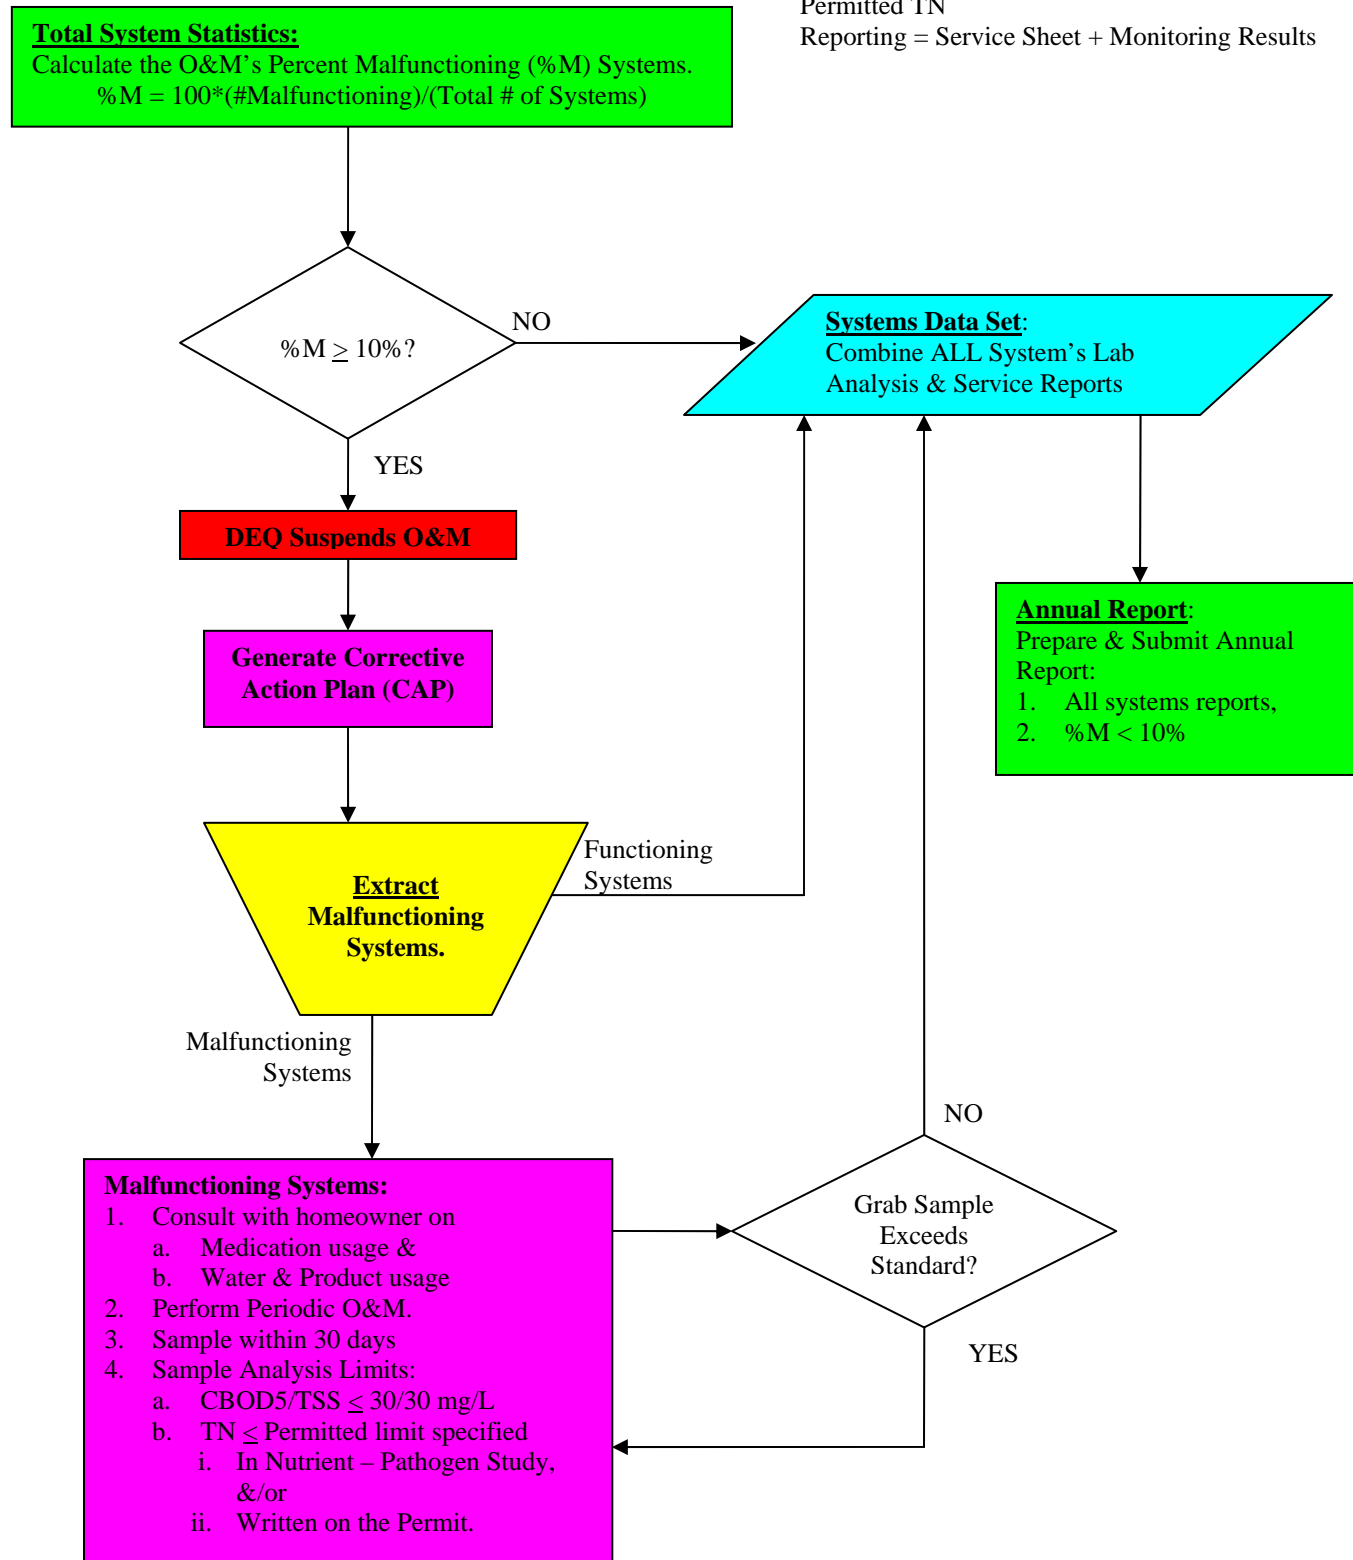 Permitted TN
Reporting = Service Sheet + Monitoring Results
Total System Statistics:
Calculate the O&M's Percent Malfunctioning (%M) Systems.
%M = 100*(#Malfunctioning)/(Total # of Systems)
%M ≥ 10%?
NO
YES
Systems Data Set:
Combine ALL System's Lab
Analysis & Service Reports
DEQ Suspends O&M
Generate Corrective
Action Plan (CAP)
Annual Report:
Prepare & Submit Annual
Report:
1. All systems reports,
2. %M < 10%
Extract
Malfunctioning
Systems.
Functioning
Systems
Malfunctioning
Systems
Malfunctioning Systems:
1. Consult with homeowner on
a. Medication usage &
b. Water & Product usage
2. Perform Periodic O&M.
3. Sample within 30 days
4. Sample Analysis Limits:
a. CBOD5/TSS ≤ 30/30 mg/L
b. TN ≤ Permitted limit specified
i. In Nutrient – Pathogen Study,
&/or
ii. Written on the Permit.
NO
Grab Sample
Exceeds
Standard?
YES